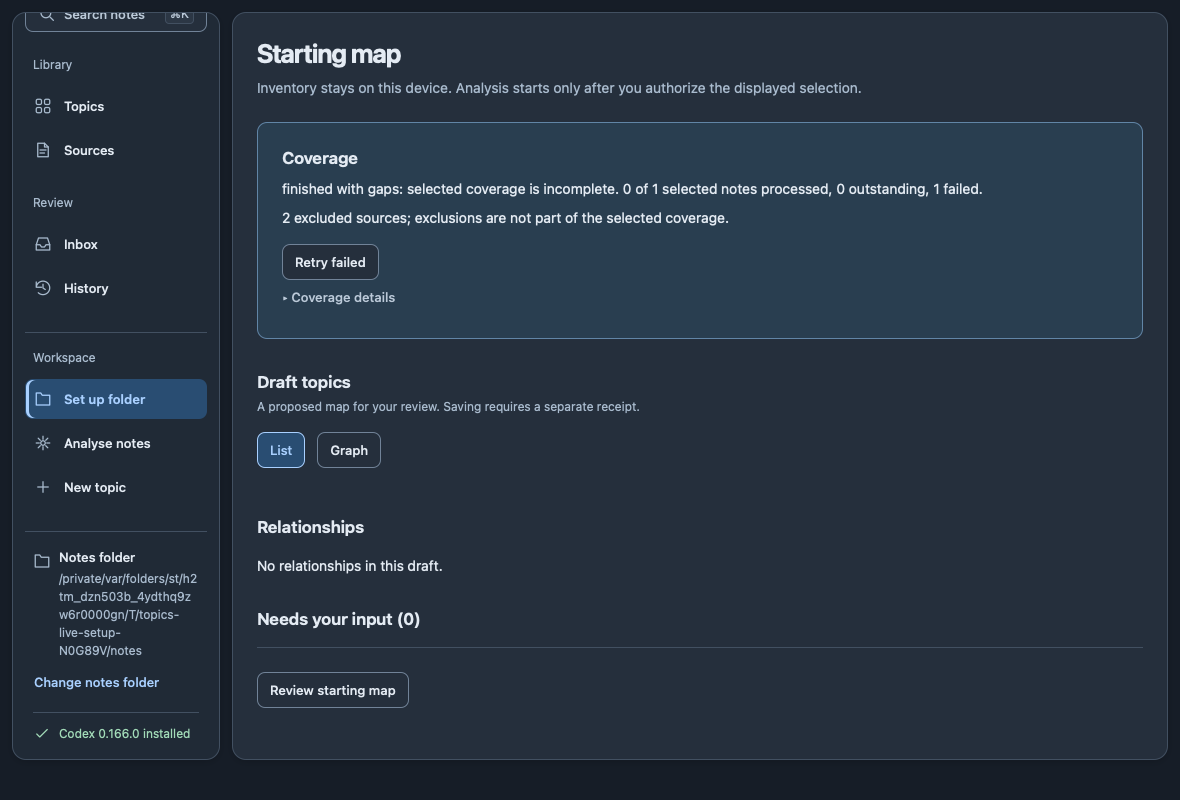 Search notes ⌘K
Library
Topics
Sources
Review
Inbox
History
Workspace
Set up folder
Analyse notes
New topic
Notes folder
/private/var/folders/st/h2
tm_dzn503b_4ydthq9z
w6r0000gn/T/topics-
live-setup-
N0G89V/notes
Change notes folder
Codex 0.166.0 installed
Starting map
Inventory stays on this device. Analysis starts only after you authorize the displayed selection.
Coverage
finished with gaps: selected coverage is incomplete. 0 of 1 selected notes processed, 0 outstanding, 1 failed.
2 excluded sources; exclusions are not part of the selected coverage.
Retry failed
Coverage details
Draft topics
A proposed map for your review. Saving requires a separate receipt.
List
Graph
Relationships
No relationships in this draft.
Needs your input (0)
Review starting map